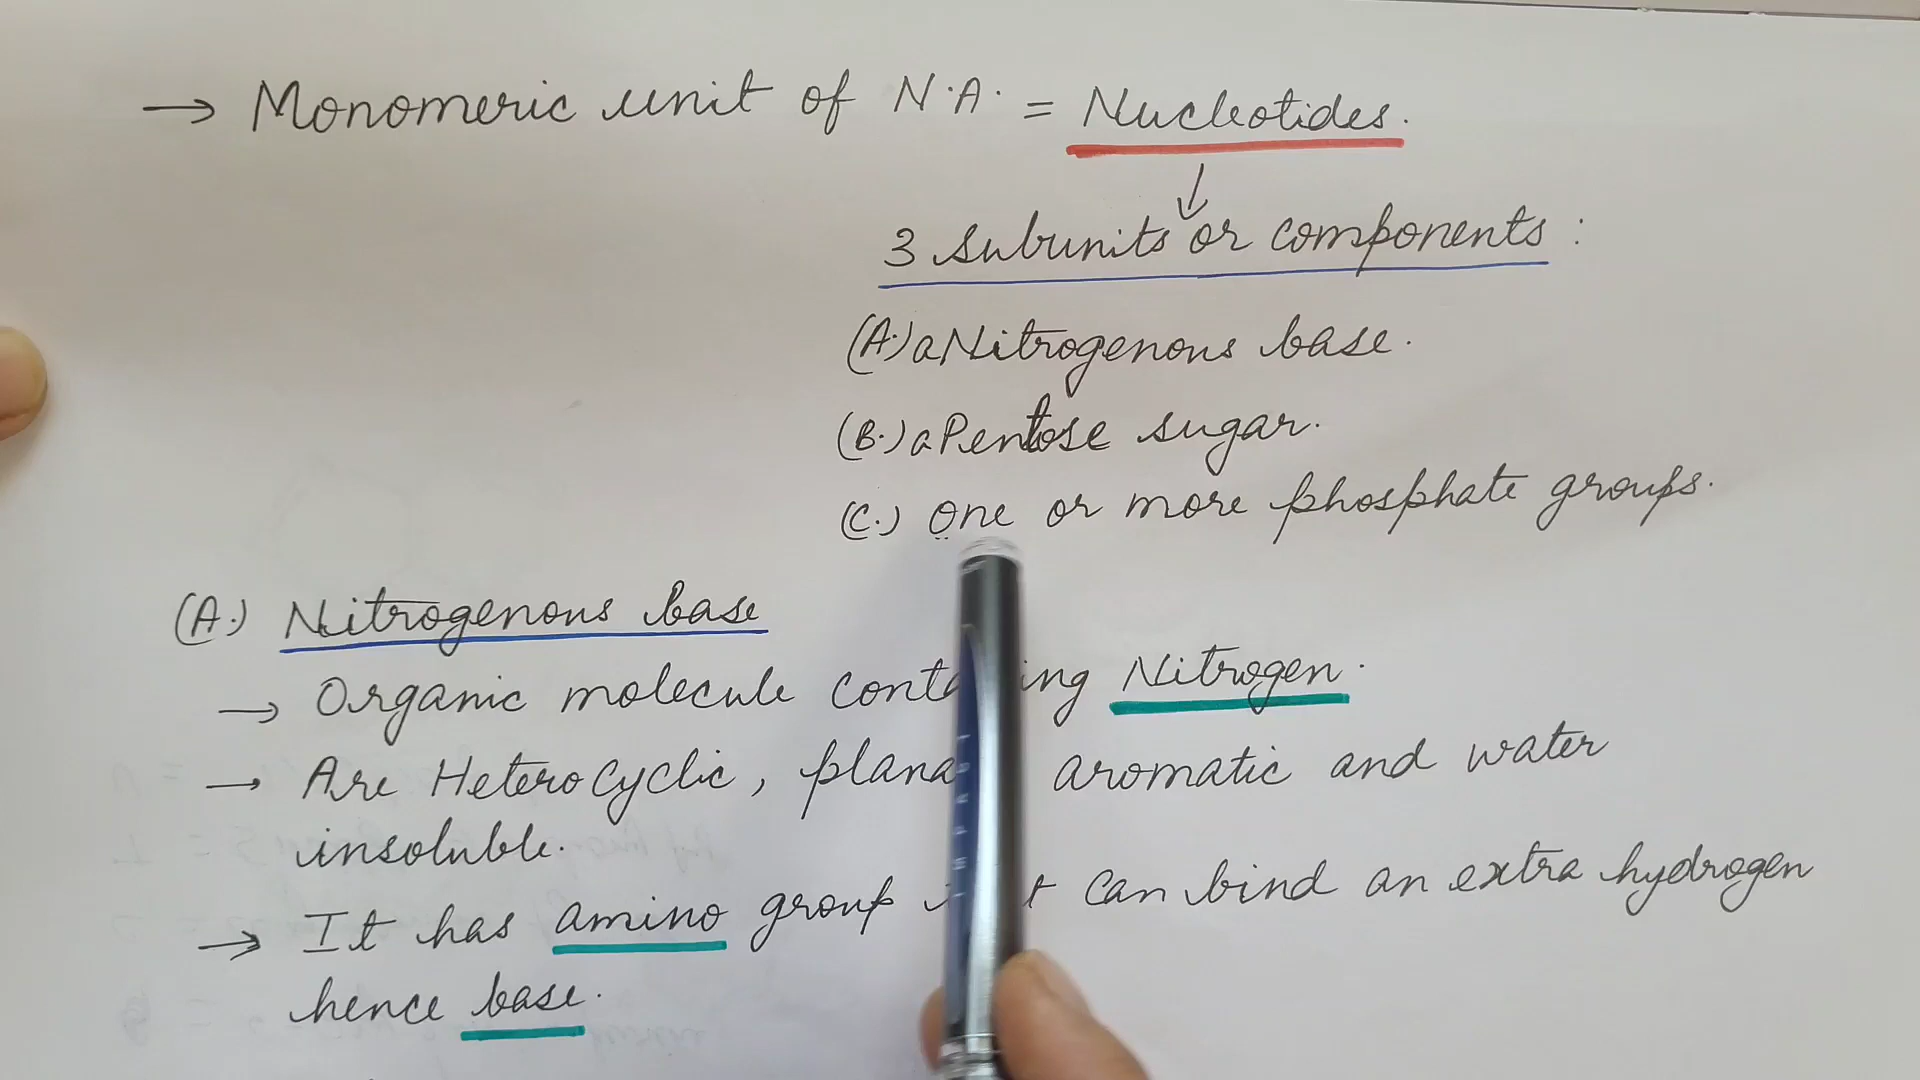 → Monomeric unit of N.A. = Nucleotides.
↓
3 subunits or components :
(A.) a Nitrogenous base.
(B.) a Pentose sugar.
(C.) One or more phosphate groups.
(A.) Nitrogenous base
→ Organic molecule conta ing Nitrogen.
→ Are Heterocyclic, plana aromatic and water
insoluble.
→ It has amino group can bind an extra hydrogen
hence base.